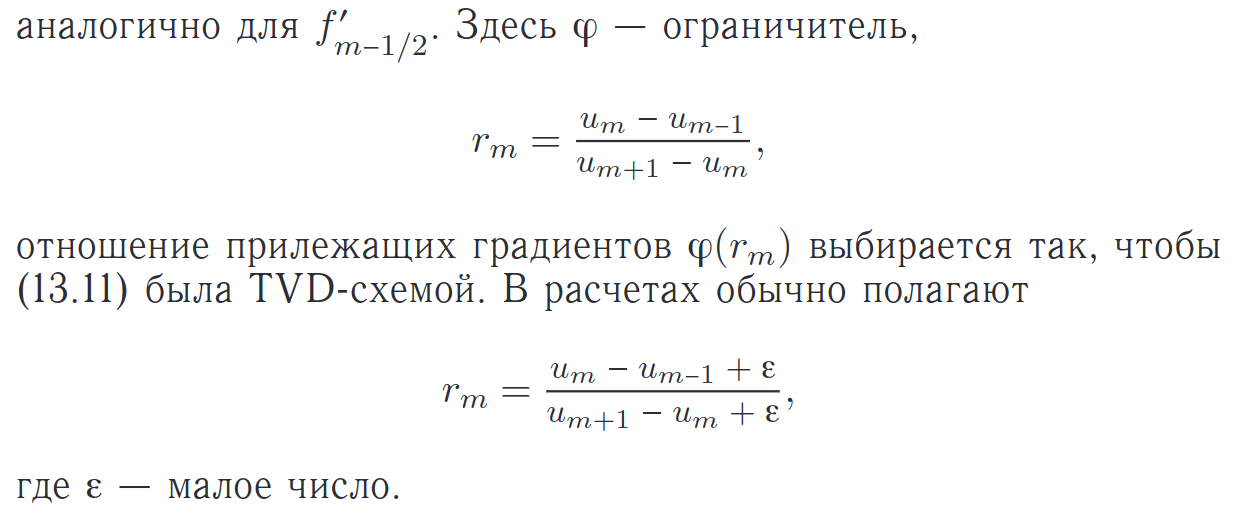 аналогично для f′_{m−1/2}. Здесь φ — ограничитель,
r_m = \frac{u_m − u_{m−1}}{u_{m+1} − u_m},
отношение прилежащих градиентов φ(r_m) выбирается так, чтобы
(13.11) была TVD-схемой. В расчетах обычно полагают
r_m = \frac{u_m − u_{m−1} + ε}{u_{m+1} − u_m + ε},
где ε — малое число.